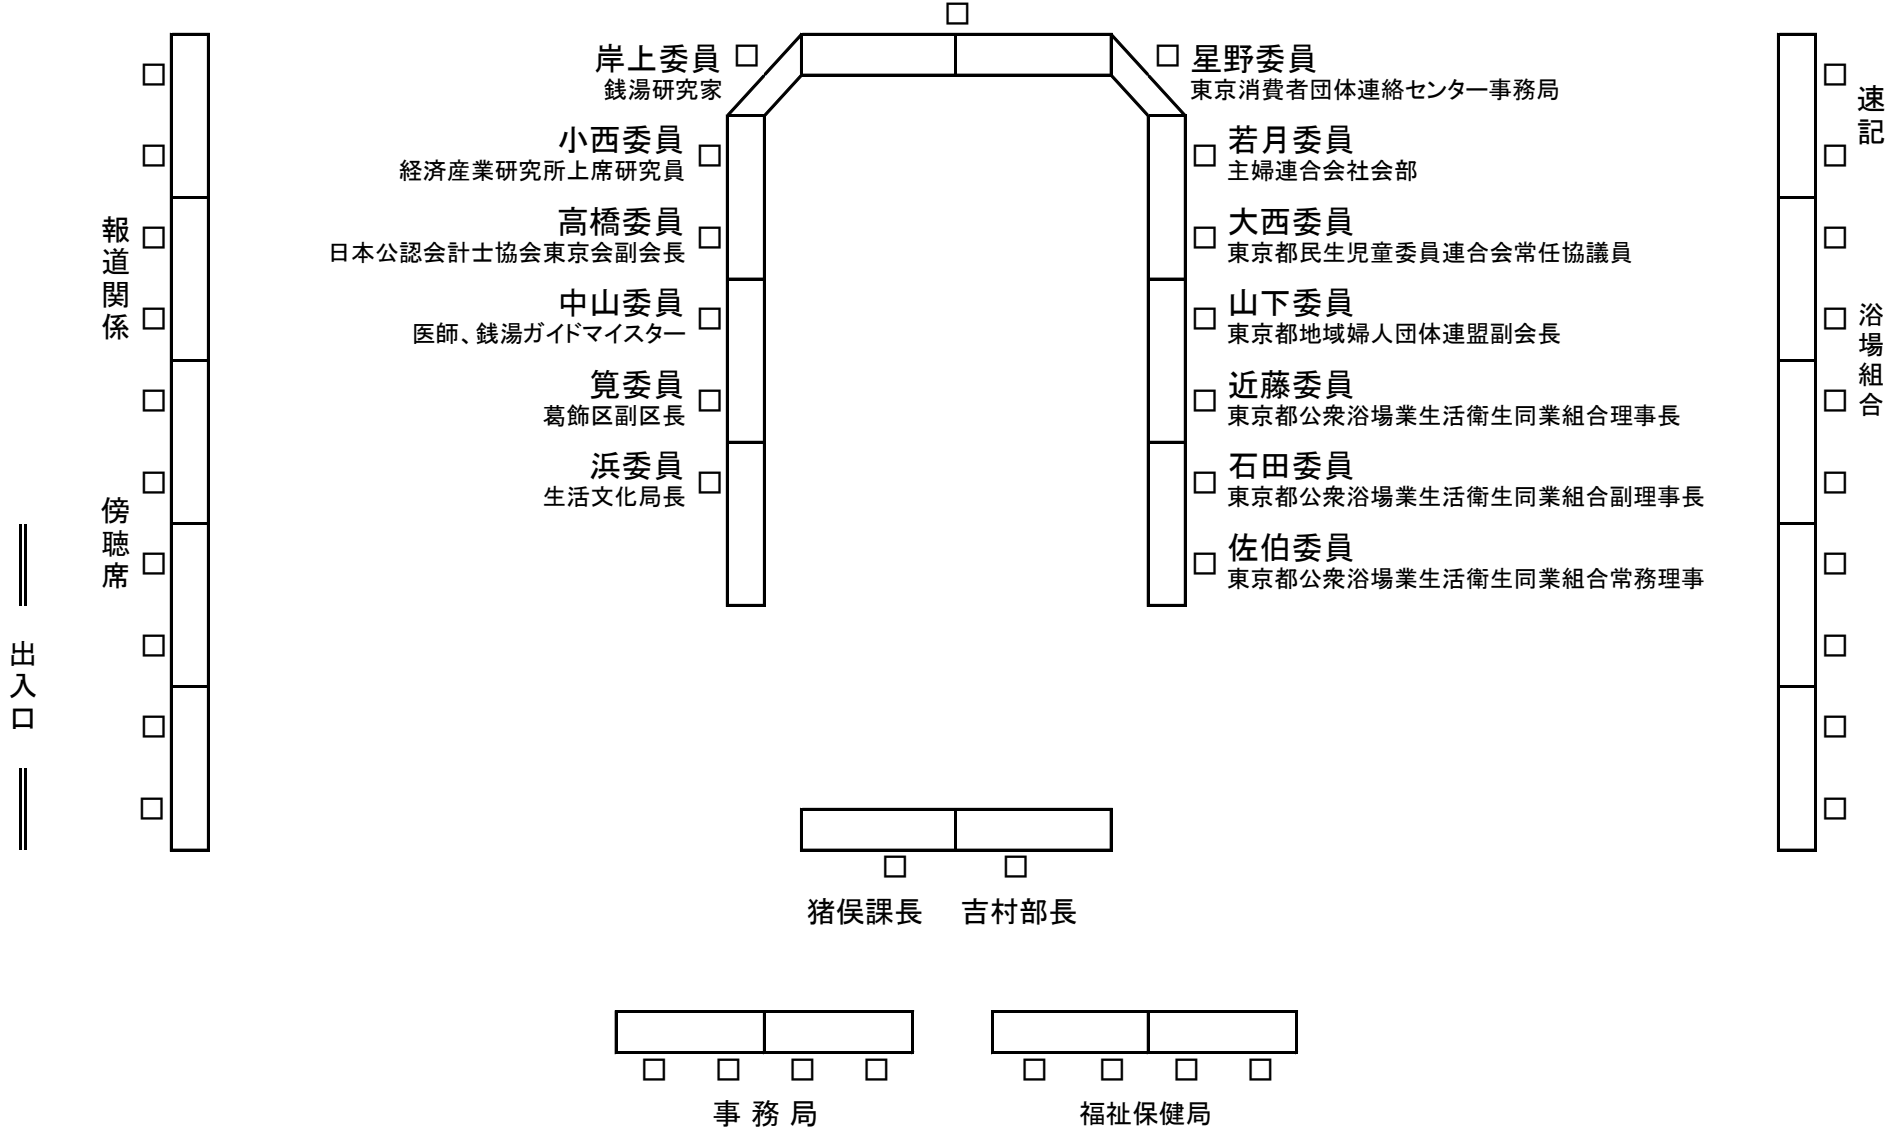 岸上委員
銭湯研究家
小西委員
経済産業研究所上席研究員
高橋委員
日本公認会計士協会東京会副会長
中山委員
医師、銭湯ガイドマイスター
筧委員
葛飾区副区長
浜委員
生活文化局長
星野委員
東京消費者団体連絡センター事務局
若月委員
主婦連合会社会部
大西委員
東京都民生児童委員連合会常任協議員
山下委員
東京都地域婦人団体連盟副会長
近藤委員
東京都公衆浴場業生活衛生同業組合理事長
石田委員
東京都公衆浴場業生活衛生同業組合副理事長
佐伯委員
東京都公衆浴場業生活衛生同業組合常務理事
速記
浴場組合
報道関係
傍聴席
出入口
猪俣課長
吉村部長
事務局
福祉保健局